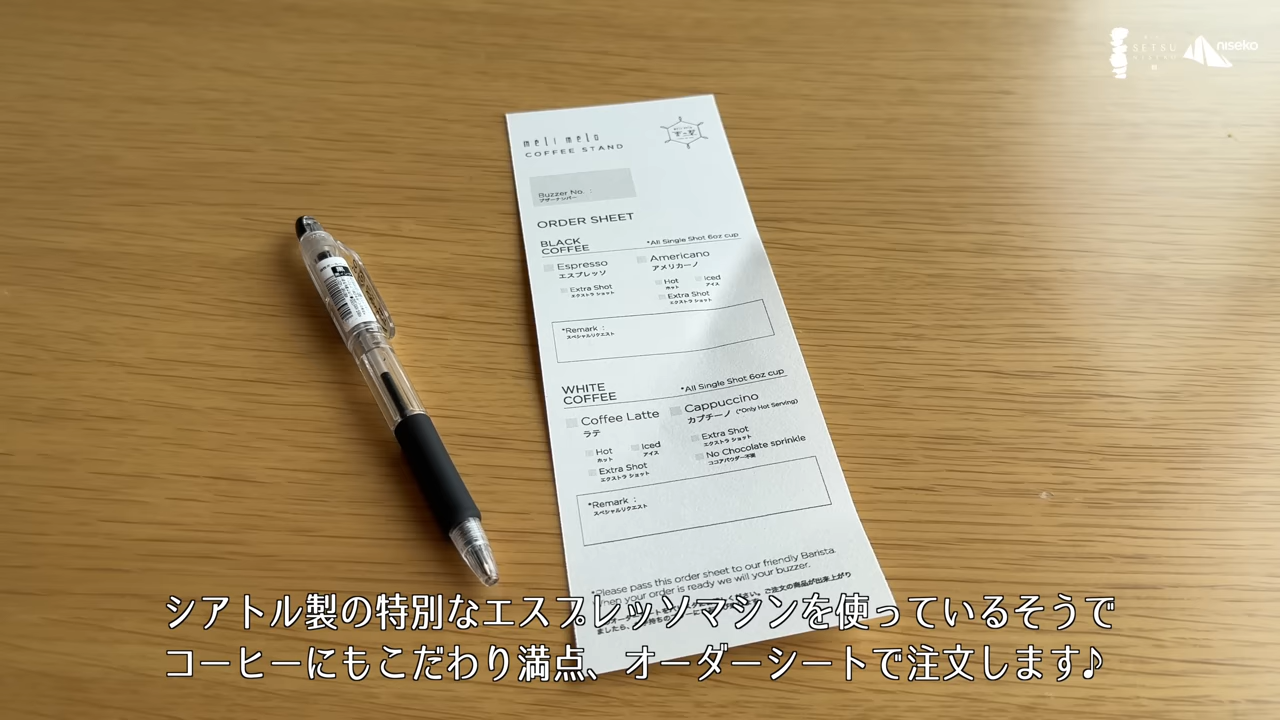 SETSU
niseko
meli melo
COFFEE STAND
Buzzer No. :
ブザーナンバー
ORDER SHEET
BLACK
COFFEE
*All Single Shot 6oz cup
Espresso
エスプレッソ
Extra Shot
エクストラ ショット
Americano
アメリカーノ
Hot
ホット
Iced
アイス
Extra Shot
エクストラ ショット
*Remark :
スペシャルリクエスト
WHITE
COFFEE
*All Single Shot 6oz cup
Coffee Latte
ラテ
Hot
ホット
Iced
アイス
Extra Shot
エクストラ ショット
Cappuccino
カプチーノ (*Only Hot Serving)
Extra Shot
エクストラ ショット
No Chocolate sprinkle
ココアパウダー不要
*Remark :
スペシャルリクエスト
*Please pass this order sheet to our friendly Barista.
When your order is ready we will your buzzer.
ください。ご注文の商品が出来上がり
ましたら、
シアトル製の特別なエスプレッソマシンを使っているそうで
コーヒーにもこだわり満点、オーダーシートで注文します♪